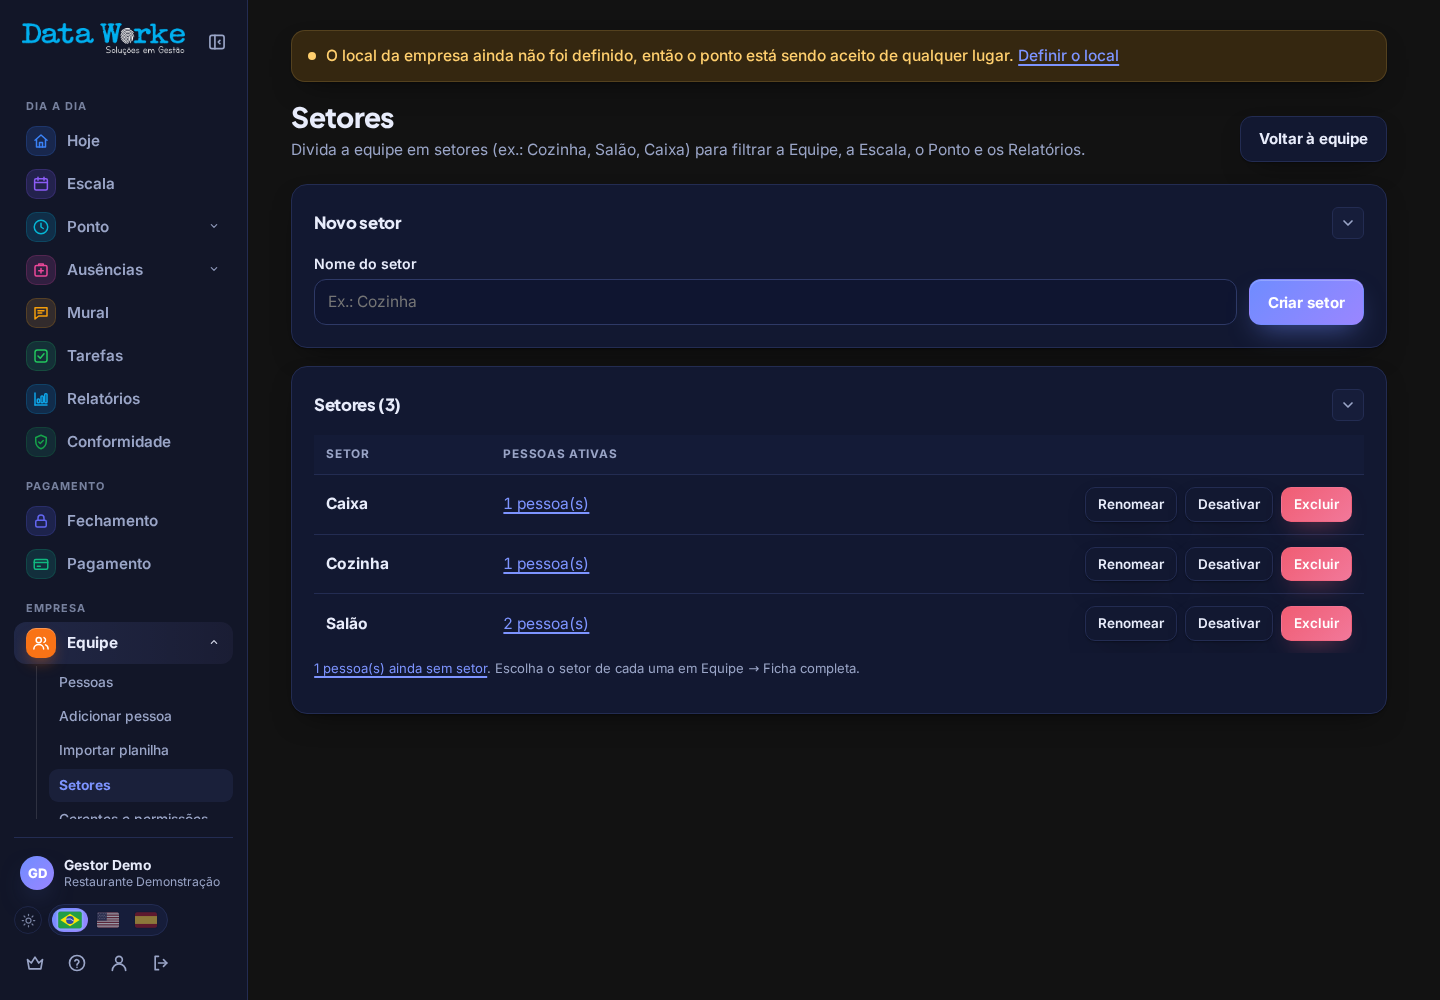 Data Worke
Soluções em Gestão
DIA A DIA
Hoje
Escala
Ponto
Ausências
Mural
Tarefas
Relatórios
Conformidade
PAGAMENTO
Fechamento
Pagamento
EMPRESA
Equipe
Pessoas
Adicionar pessoa
Importar planilha
Setores
Gerentes e permissões
GD
Gestor Demo
Restaurante Demonstração
O local da empresa ainda não foi definido, então o ponto está sendo aceito de qualquer lugar. Definir o local
Setores
Divida a equipe em setores (ex.: Cozinha, Salão, Caixa) para filtrar a Equipe, a Escala, o Ponto e os Relatórios.
Voltar à equipe
Novo setor
Nome do setor
Ex.: Cozinha
Criar setor
Setores (3)
SETOR PESSOAS ATIVAS
Caixa 1 pessoa(s) Renomear Desativar Excluir
Cozinha 1 pessoa(s) Renomear Desativar Excluir
Salão 2 pessoa(s) Renomear Desativar Excluir
1 pessoa(s) ainda sem setor. Escolha o setor de cada uma em Equipe → Ficha completa.